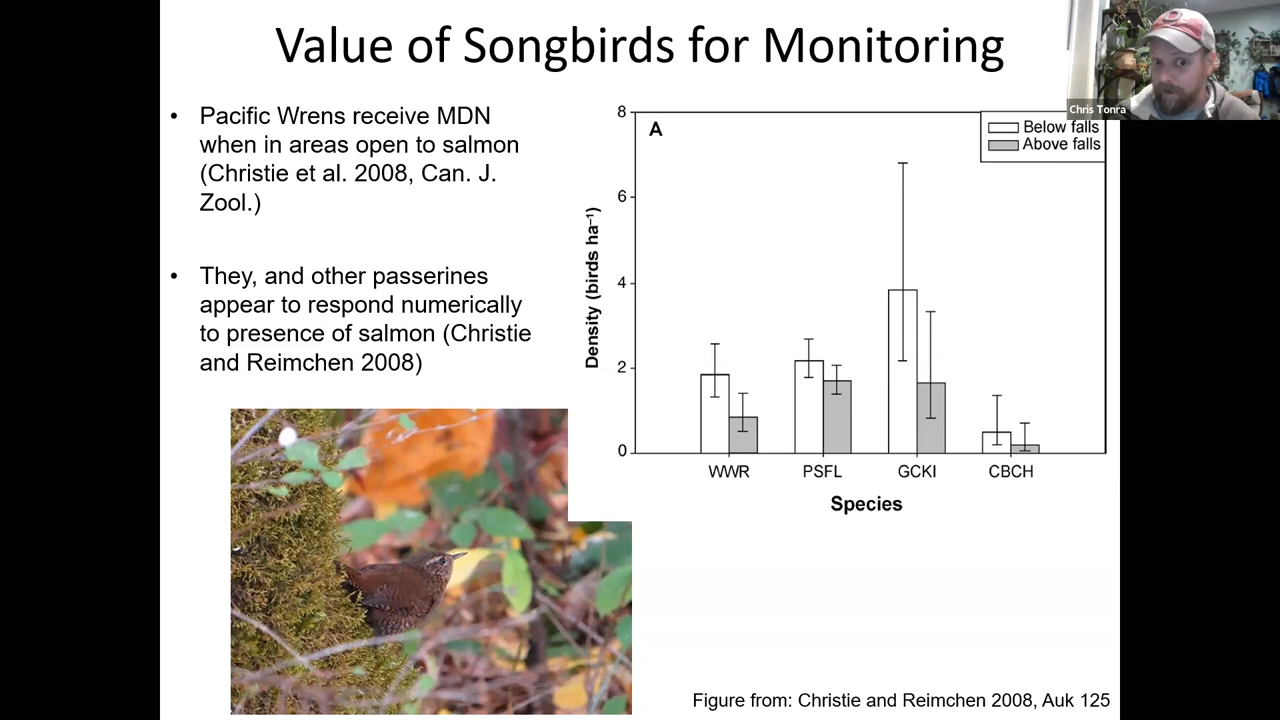 Value of Songbirds for Monitoring
Chris Tonra
• Pacific Wrens receive MDN
when in areas open to salmon
(Christie et al. 2008, Can. J.
Zool.)
• They, and other passerines
appear to respond numerically
to presence of salmon (Christie
and Reimchen 2008)
A
Below falls
Above falls
Density (birds ha⁻¹)
8
6
4
2
0
WWR PSFL GCKI CBCH
Species
Figure from: Christie and Reimchen 2008, Auk 125